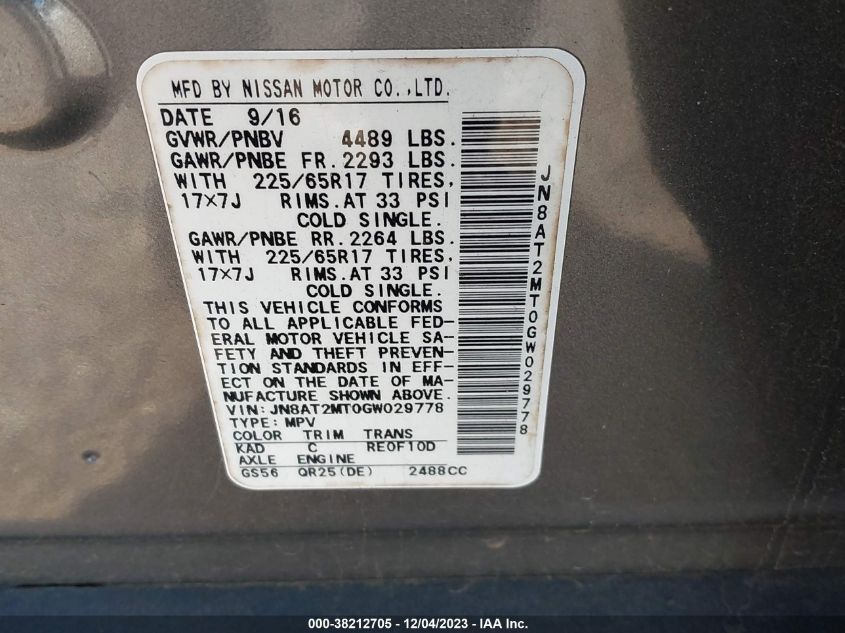 MFD BY NISSAN MOTOR CO.,LTD.
DATE 9/16
GVWR/PNBV 4489 LBS.
GAWR/PNBE FR.2293 LBS.
WITH 225/65R17 TIRES,
17×7J RIMS.AT 33 PSI
COLD SINGLE.
GAWR/PNBE RR.2264 LBS.
WITH 225/65R17 TIRES,
17×7J RIMS.AT 33 PSI
COLD SINGLE.
THIS VEHICLE CONFORMS
TO ALL APPLICABLE FED-
ERAL MOTOR VEHICLE SA-
FETY AND THEFT PREVEN-
TION STANDARDS IN EFF-
ECT ON THE DATE OF MA-
NUFACTURE SHOWN ABOVE.
VIN:JN8AT2MT0GW029778
TYPE:MPV
COLOR TRIM TRANS
KAD C RE0F10D
AXLE ENGINE
GS56 QR25(DE) 2488CC
JN8AT2MT0GW029778
000-38212705 - 12/04/2023 - IAA Inc.